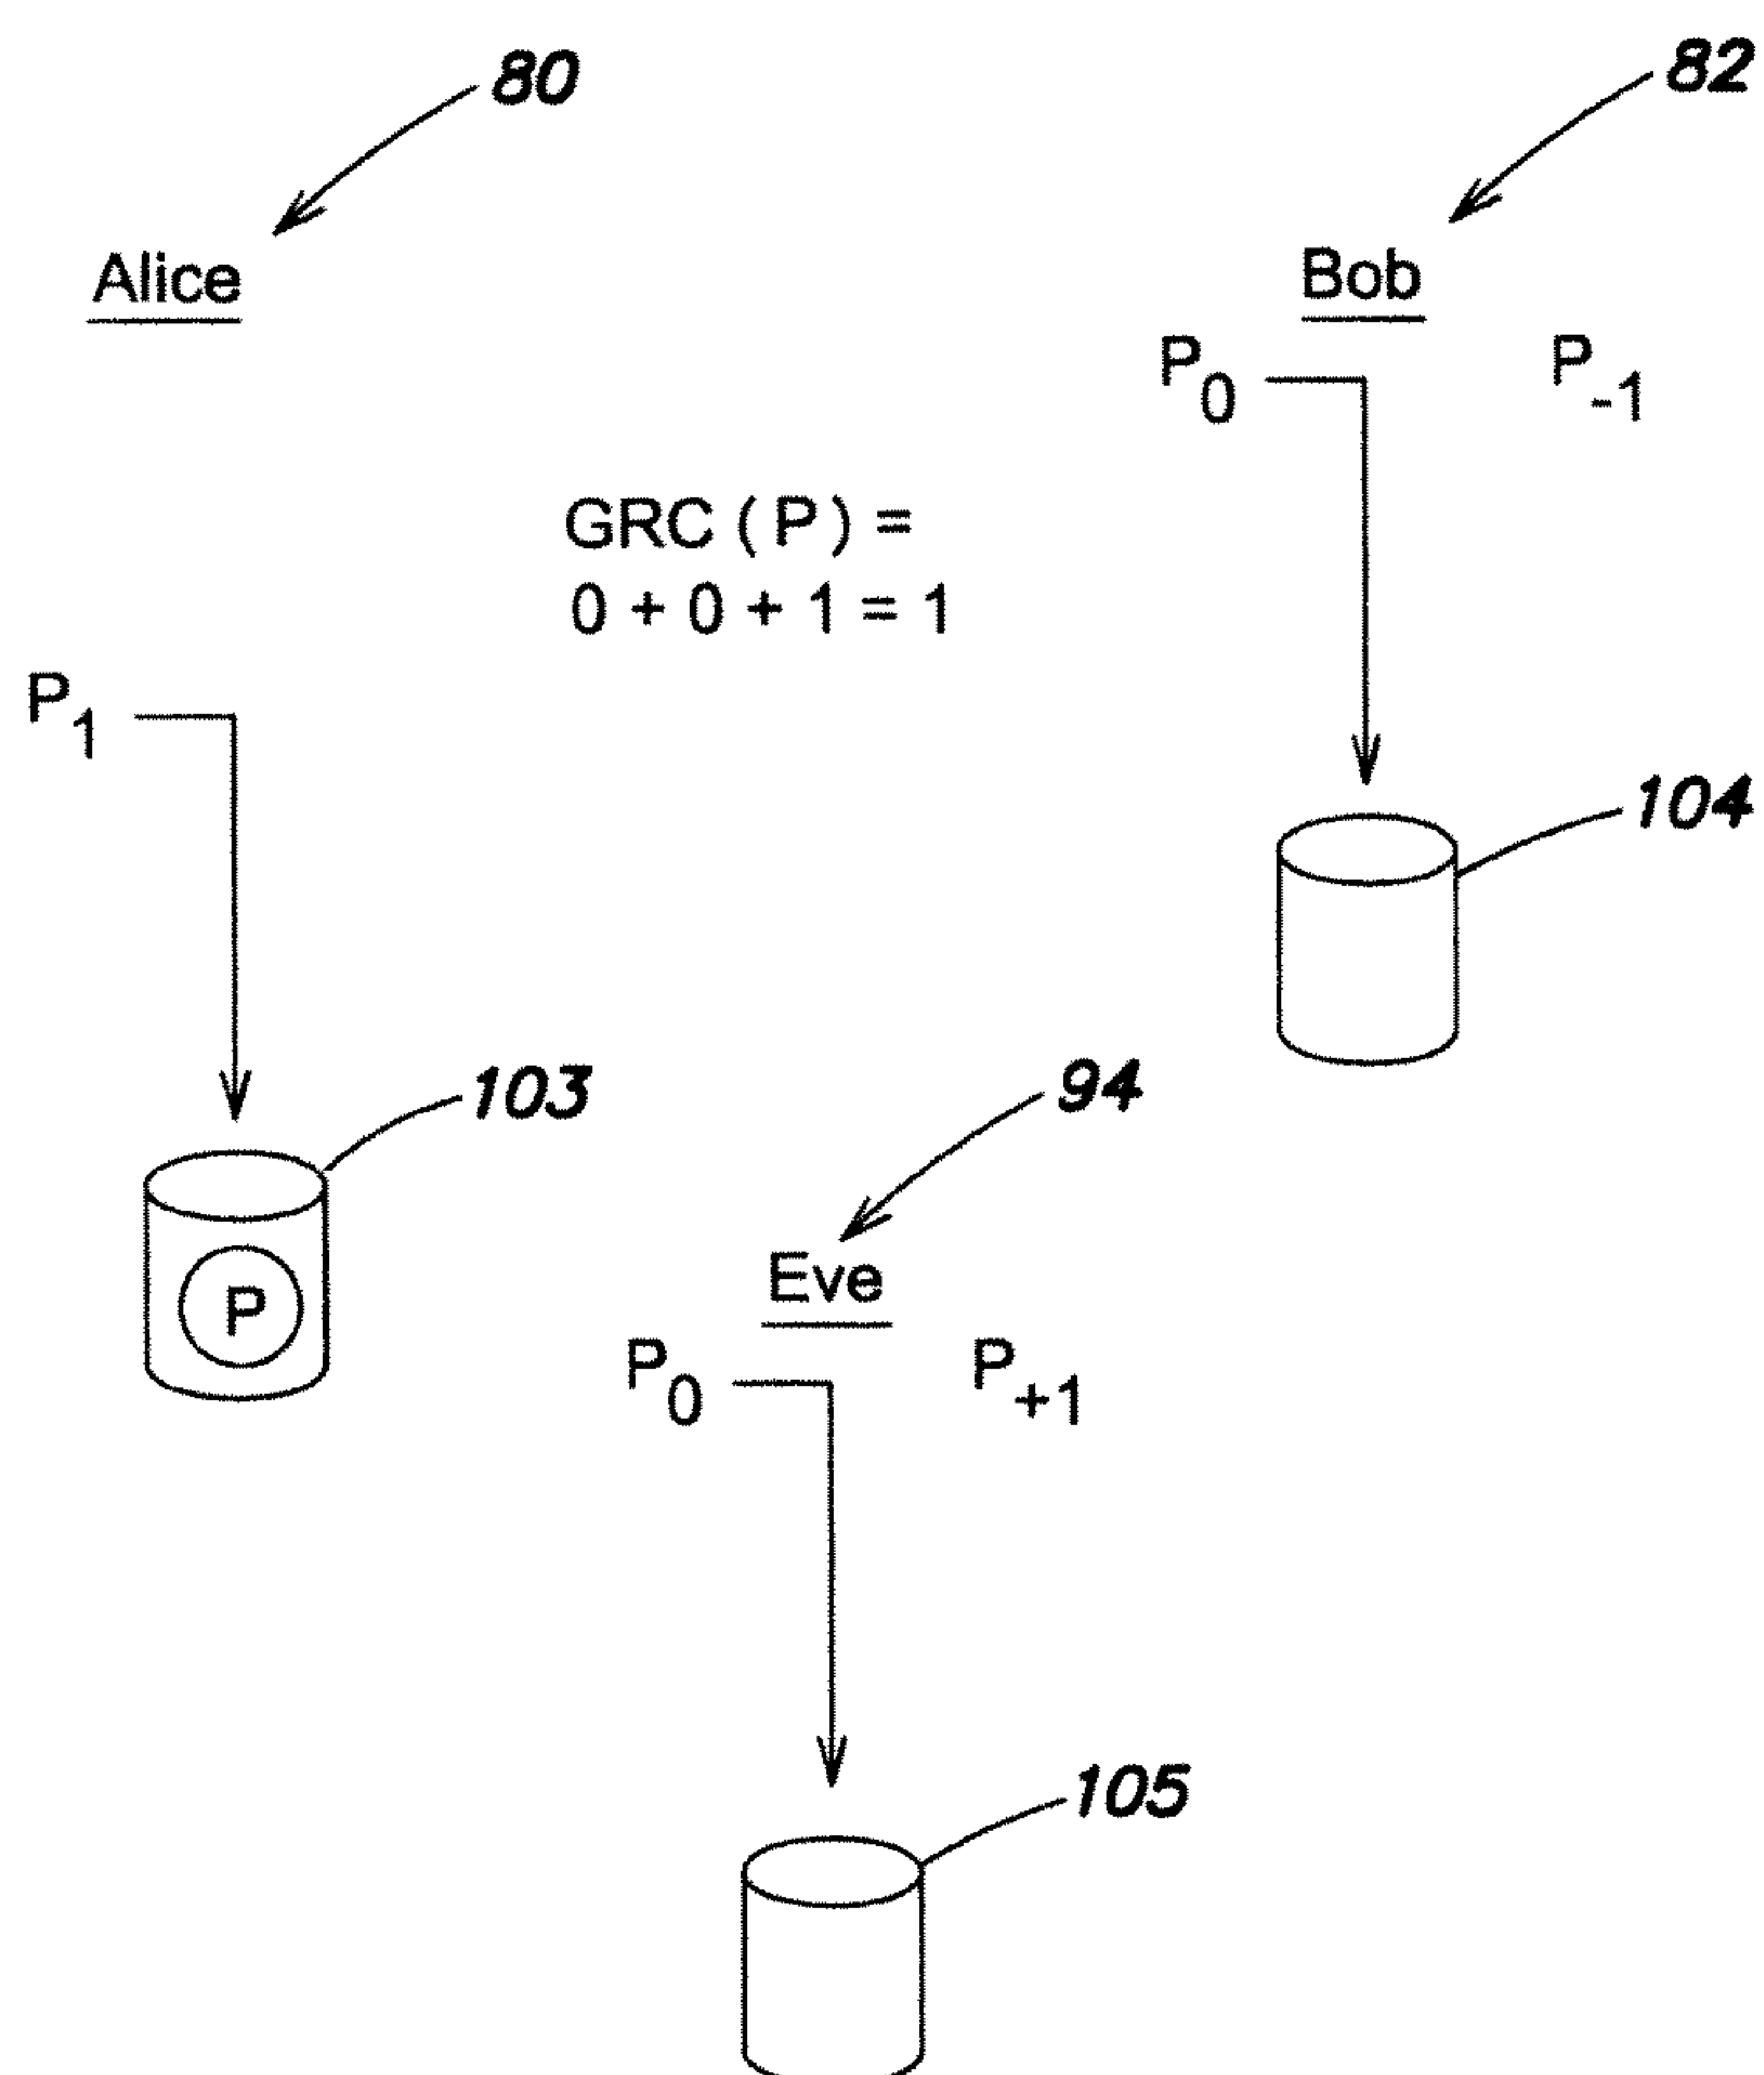 80
82
Alice
Bob
P0
P-1
GRC ( P ) =
0 + 0 + 1 = 1
P1
104
103
94
P
Eve
P0
P+1
105